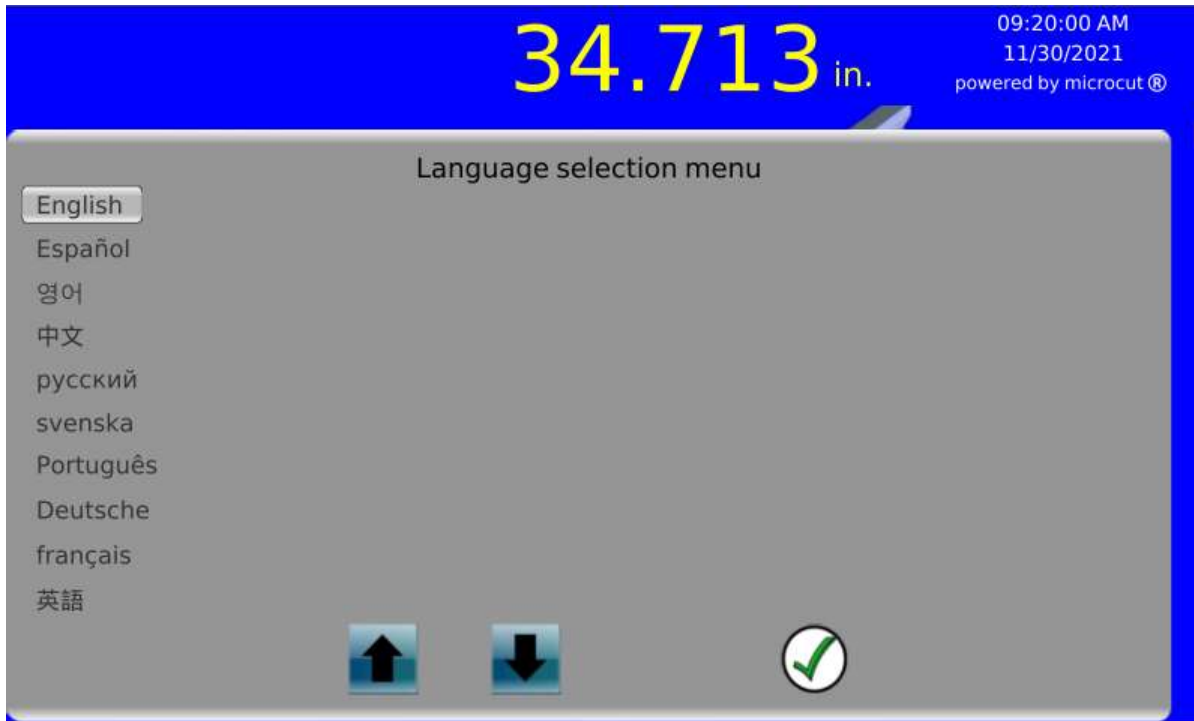 34.713 in.
09:20:00 AM
11/30/2021
powered by microcut ®
Language selection menu
English
Español
영어
中文
русский
svenska
Português
Deutsche
français
英語